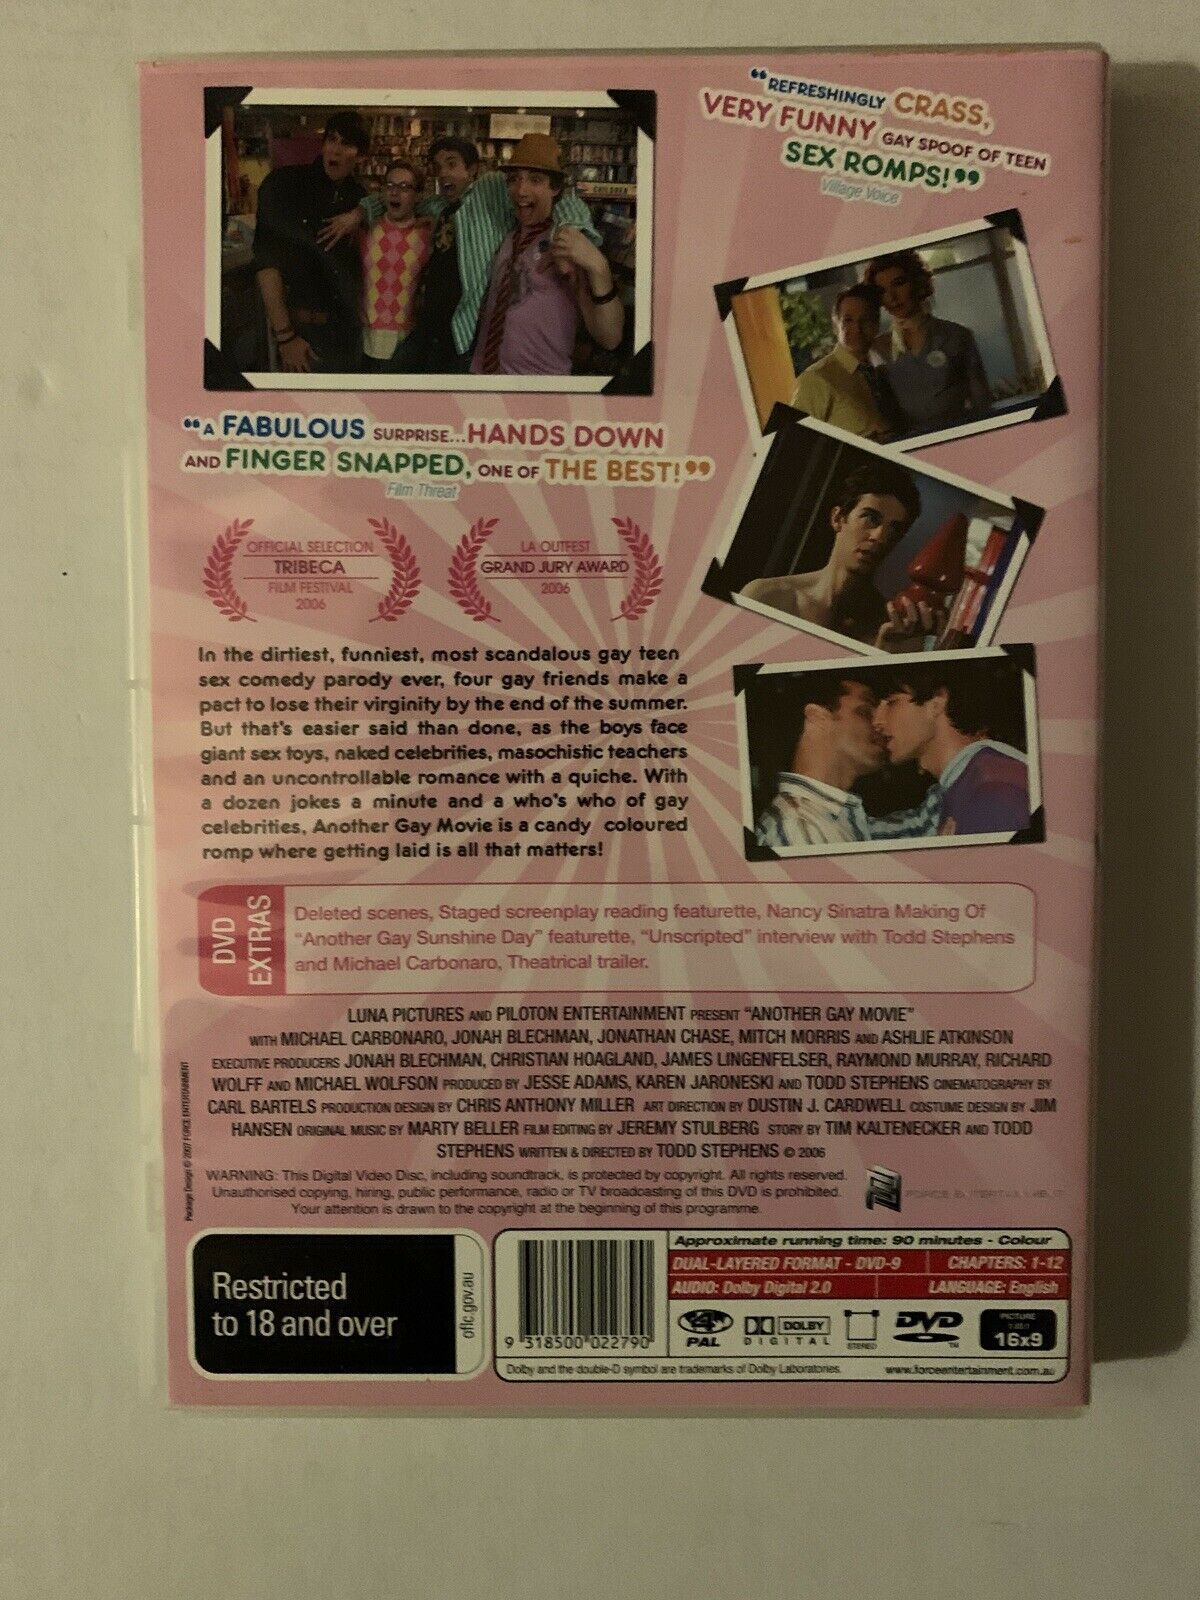 “REFRESHINGLY CRASS,
VERY FUNNY GAY SPOOF OF TEEN
SEX ROMPS!”
Village Voice
CHILDREN
“A FABULOUS SURPRISE...HANDS DOWN
AND FINGER SNAPPED, ONE OF THE BEST!”
Film Threat
OFFICIAL SELECTION
TRIBECA
FILM FESTIVAL
2006
LA OUTFEST
GRAND JURY AWARD
2006
In the dirtiest, funniest, most scandalous gay teen
sex comedy parody ever, four gay friends make a
pact to lose their virginity by the end of the summer.
But that's easier said than done, as the boys face
giant sex toys, naked celebrities, masochistic teachers
and an uncontrollable romance with a quiche. With
a dozen jokes a minute and a who's who of gay
celebrities, Another Gay Movie is a candy coloured
romp where getting laid is all that matters!
DVD
EXTRAS
Deleted scenes, Staged screenplay reading featurette, Nancy Sinatra Making Of
“Another Gay Sunshine Day” featurette, “Unscripted” interview with Todd Stephens
and Michael Carbonaro, Theatrical trailer.
LUNA PICTURES AND PILOTON ENTERTAINMENT PRESENT “ANOTHER GAY MOVIE”
WITH MICHAEL CARBONARO, JONAH BLECHMAN, JONATHAN CHASE, MITCH MORRIS AND ASHLIE ATKINSON
EXECUTIVE PRODUCERS JONAH BLECHMAN, CHRISTIAN HOAGLAND, JAMES LINGENFELSER, RAYMOND MURRAY, RICHARD
WOLFF AND MICHAEL WOLFSON PRODUCED BY JESSE ADAMS, KAREN JARONESKI AND TODD STEPHENS CINEMATOGRAPHY BY
CARL BARTELS PRODUCTION DESIGN BY CHRIS ANTHONY MILLER ART DIRECTION BY DUSTIN J. CARDWELL COSTUME DESIGN BY JIM
HANSEN ORIGINAL MUSIC BY MARTY BELLER FILM EDITING BY JEREMY STULBERG STORY BY TIM KALTENECKER AND TODD
STEPHENS WRITTEN & DIRECTED BY TODD STEPHENS © 2006
Package Design © 2007 FORCE ENTERTAINMENT
WARNING: This Digital Video Disc, including soundtrack, is protected by copyright. All rights reserved.
Unauthorised copying, hiring, public performance, radio or TV broadcasting of this DVD is prohibited.
Your attention is drawn to the copyright at the beginning of this programme.
FORCE ENTERTAINMENT
Restricted
to 18 and over
oflc.gov.au
9 318500 022790
Approximate running time: 90 minutes - Colour
DUAL-LAYERED FORMAT - DVD-9 CHAPTERS: 1-12
AUDIO: Dolby Digital 2.0 LANGUAGE: English
4
PAL
DOLBY
DIGITAL
STEREO
DVD
VIDEO
TM
PICTURE
16x9
Dolby and the double-D symbol are trademarks of Dolby Laboratories.
www.forceentertainment.com.au